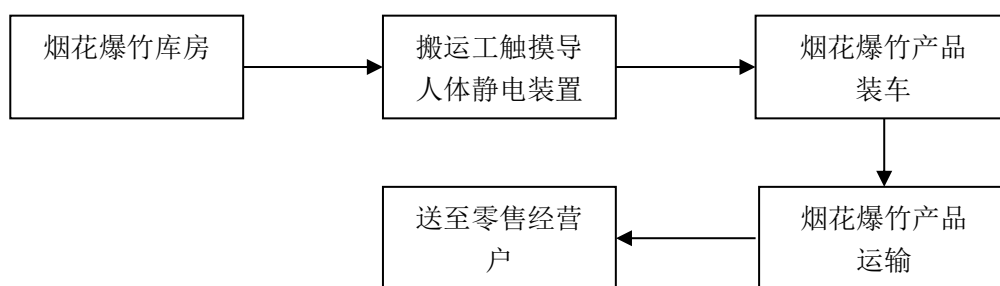 烟花爆竹库房
搬运工触摸导
人体静电装置
烟花爆竹产品
装车
烟花爆竹产品
运输
送至零售经营
户